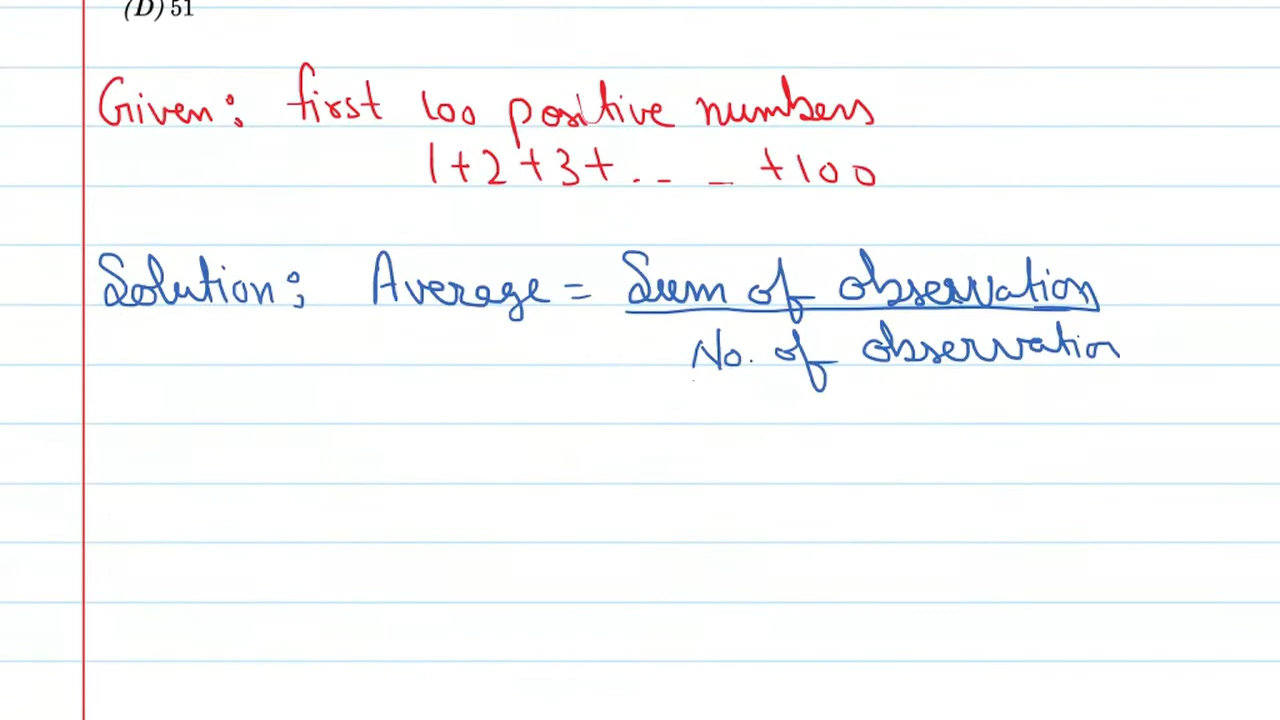 (D) 51
Given: first 100 positive numbers
1+2+3+.. _ +100
Solution: Average = Sum of observation
No. of observation